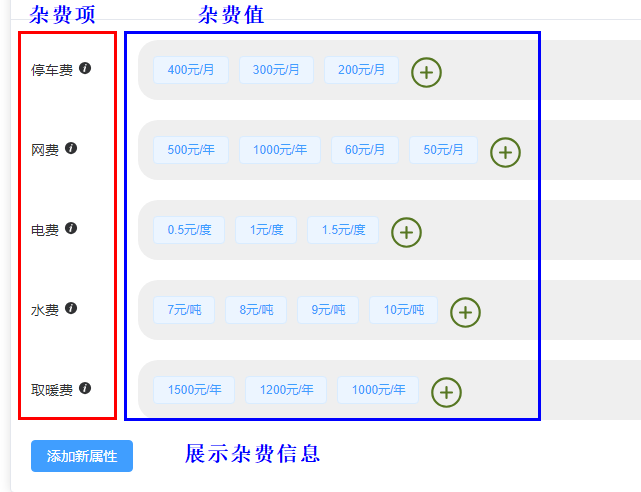 杂费项 杂费值
停车费 400元/月 300元/月 200元/月
网费 500元/年 1000元/年 60元/月 50元/月
电费 0.5元/度 1元/度 1.5元/度
水费 7元/吨 8元/吨 9元/吨 10元/吨
取暖费 1500元/年 1200元/年 1000元/年
添加新属性 展示杂费信息